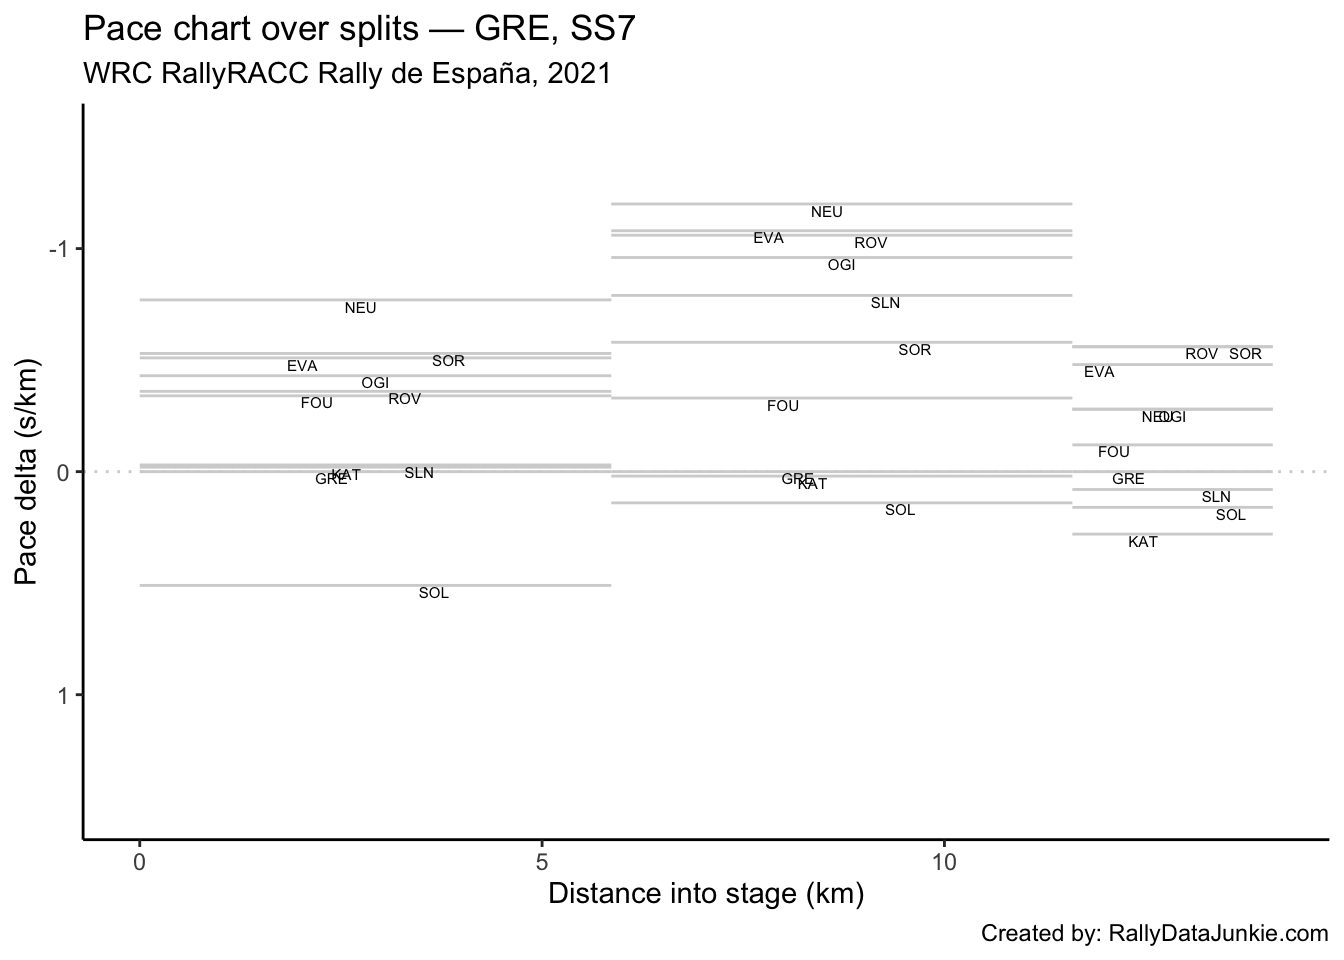 Pace chart over splits — GRE, SS7
WRC RallyRACC Rally de España, 2021
NEU
-1
EVA
ROV
OGI
NEU
SLN
SOR
ROV SOR
EVA
SOR
EVA
OGI
FOU
ROV
FOU
NEU
OGI
FOU
0
GRE
KAT
SLN
GRE
KAT
GRE
SLN
SOL
SOL
KAT
SOL
1
0 5 10
Pace delta (s/km)
Distance into stage (km)
Created by: RallyDataJunkie.com